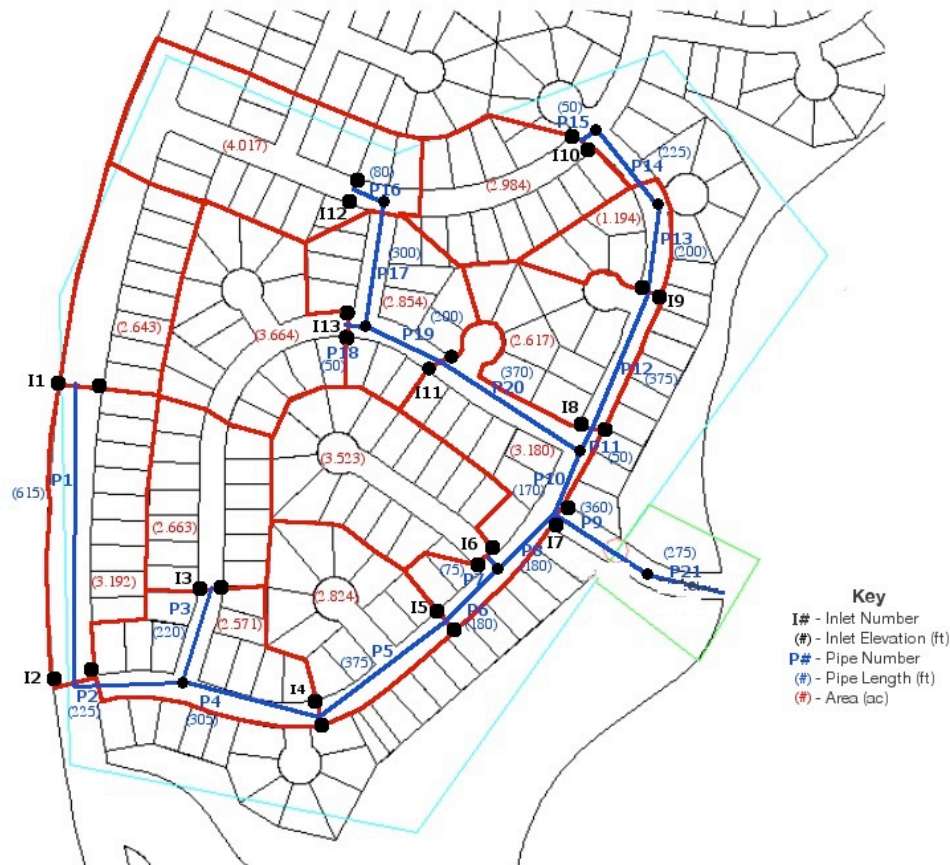 (50)
P15
I10
(225)
P14
(4.017)
(80)
P16
I12
(2.984)
(1.194)
P13
(200)
(300)
P17
I9
(2.854)
(200)
(2.643)
(3.664)
I13
P19
P18
(50)
(2.617)
(370)
P20
P12
(375)
I1
I11
I8
P11
(50)
(3.523)
(3.180)
P1
(615)
P10
(170)
(360)
P9
(2.663)
I7
I6
P8
(180)
(275)
P21
P7
(75)
I3
(3.192)
(2.824)
P3
(2.571)
I5
P6
(180)
(220)
P5
(375)
I2
P2
(225)
P4
(305)
I4
Key
I# - Inlet Number
(#) - Inlet Elevation (ft)
P# - Pipe Number
(#) - Pipe Length (ft)
(#) - Area (ac)